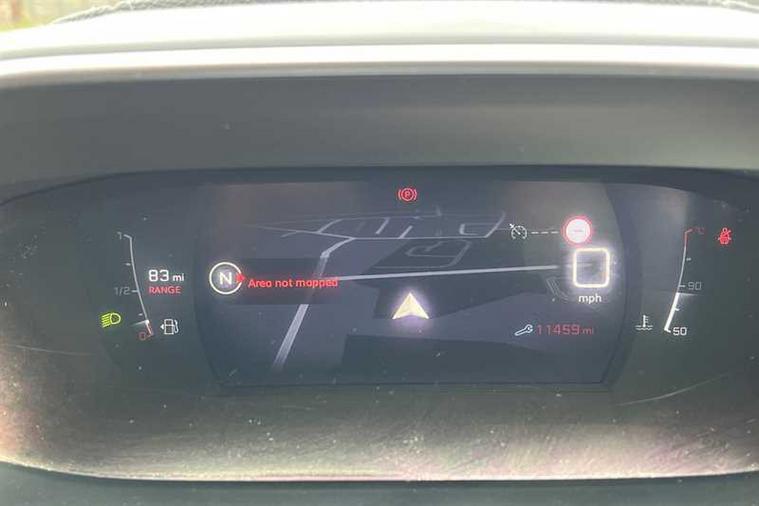 P
1
83 mi
RANGE
1/2
0
N
Area not mapped
mph
11459 mi
°C
90
50